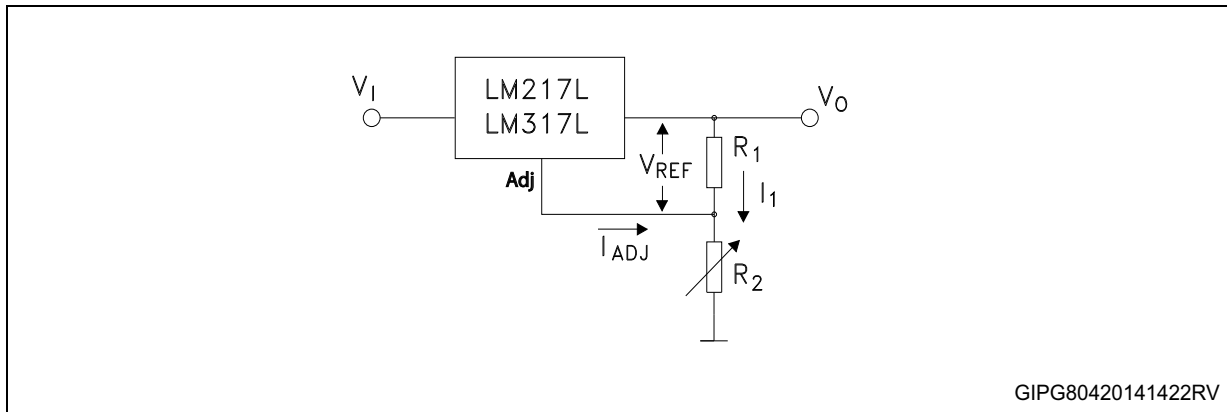 V_I
LM217L
LM317L
V_O
Adj
V_REF
R_1
I_1
I_ADJ
R_2
GIPG80420141422RV